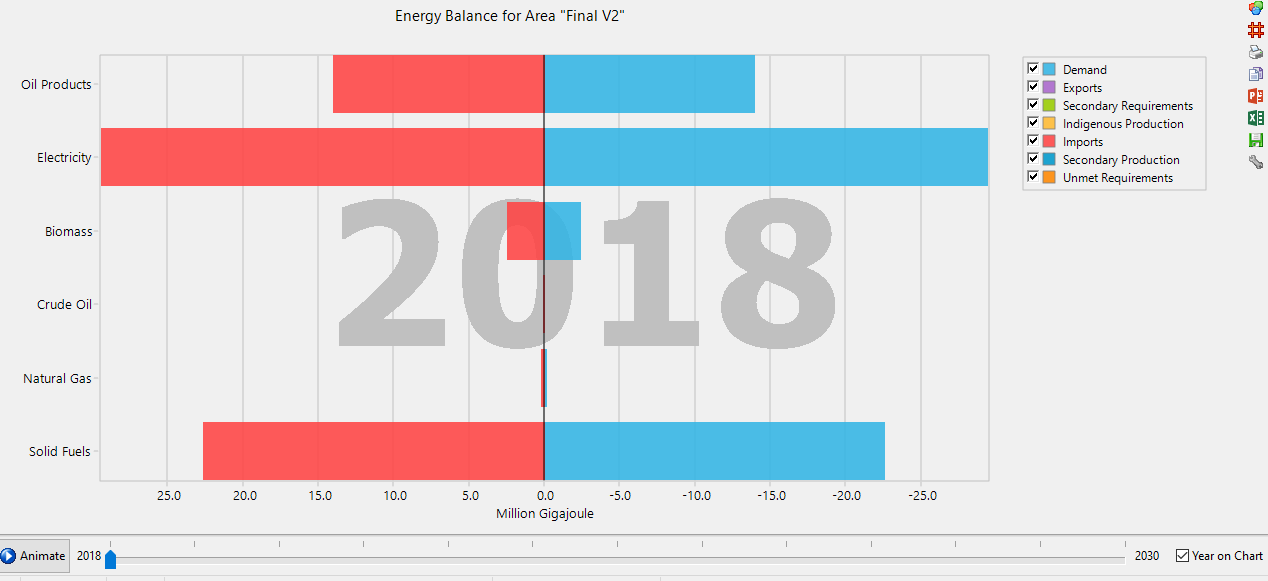 Energy Balance for Area "Final V2"
Oil Products
Electricity
Biomass
Crude Oil
Natural Gas
Solid Fuels
2018
25.0 20.0 15.0 10.0 5.0 0.0 -5.0 -10.0 -15.0 -20.0 -25.0
Million Gigajoule
Demand
Exports
Secondary Requirements
Indigenous Production
Imports
Secondary Production
Unmet Requirements
Animate 2018 2030 Year on Chart